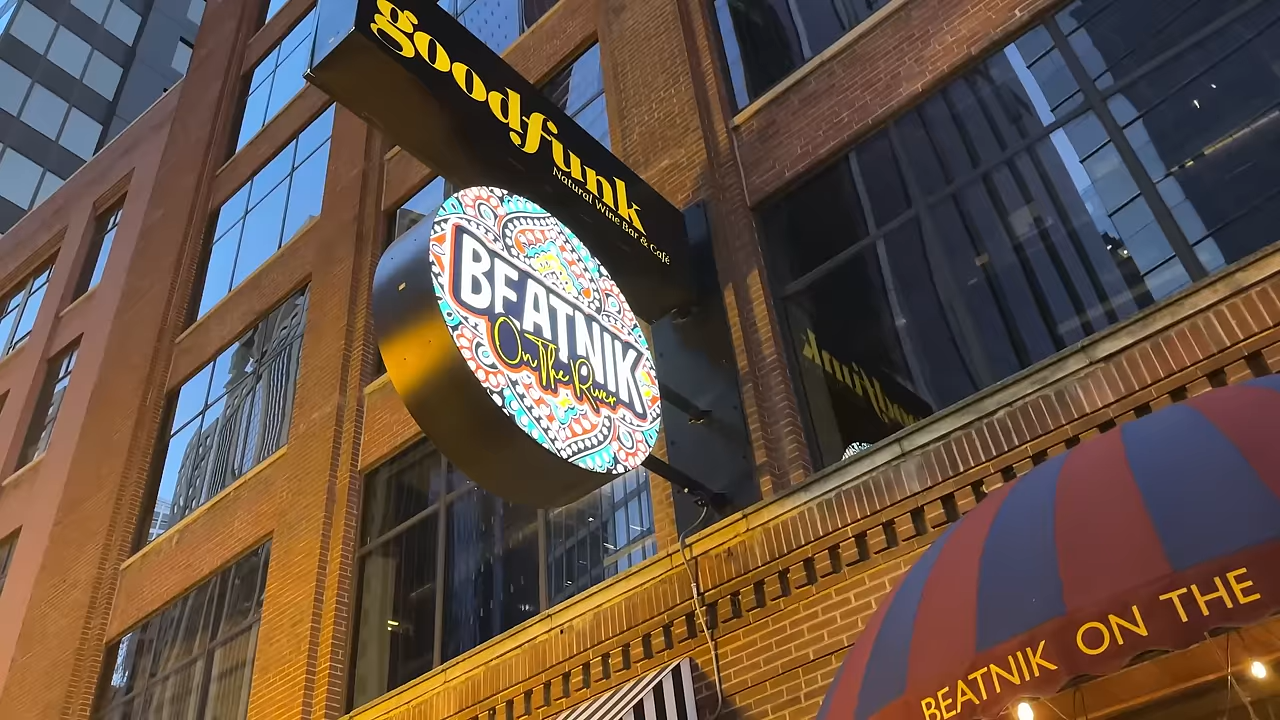 goodfunk
Natural Wine Bar & Café
BEATNIK
On The River
BEATNIK ON THE